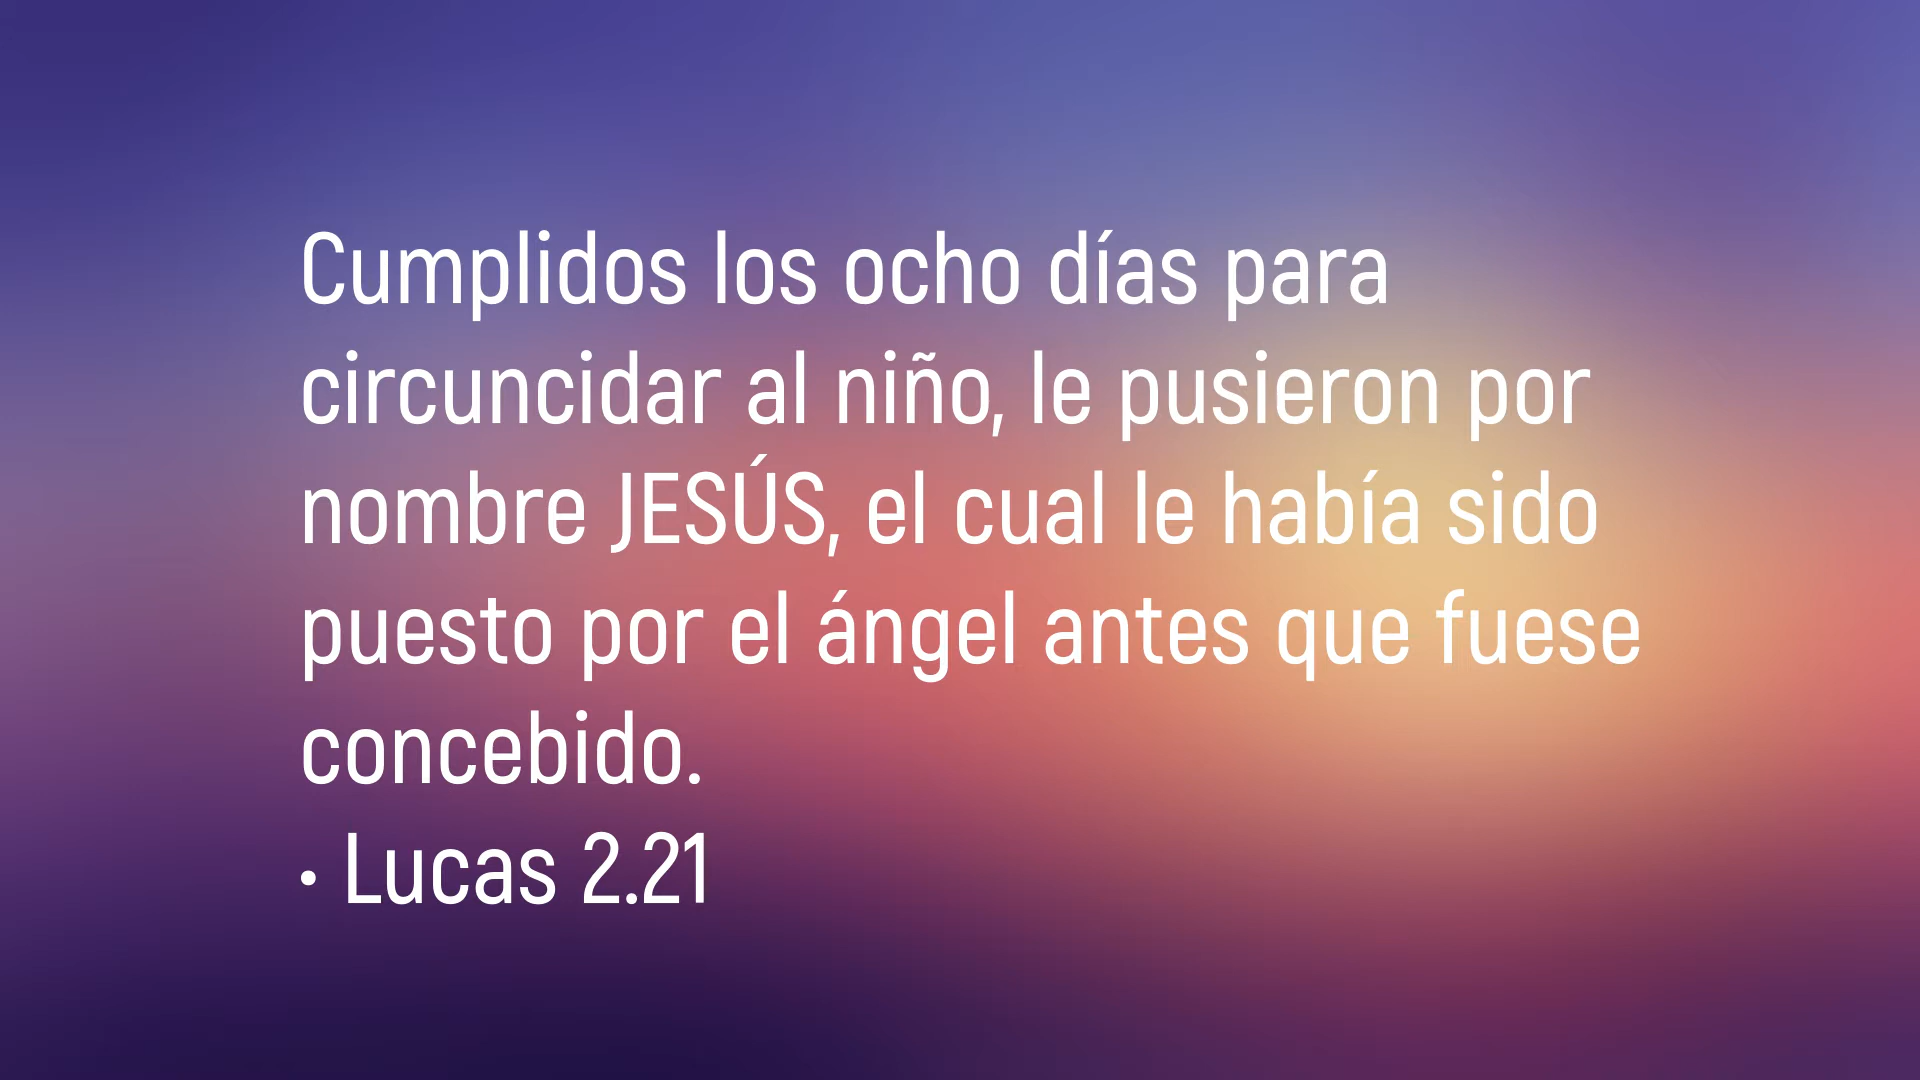 Cumplidos los ocho días para
circuncidar al niño, le pusieron por
nombre JESÚS, el cual le había sido
puesto por el ángel antes que fuese
concebido.
• Lucas 2.21